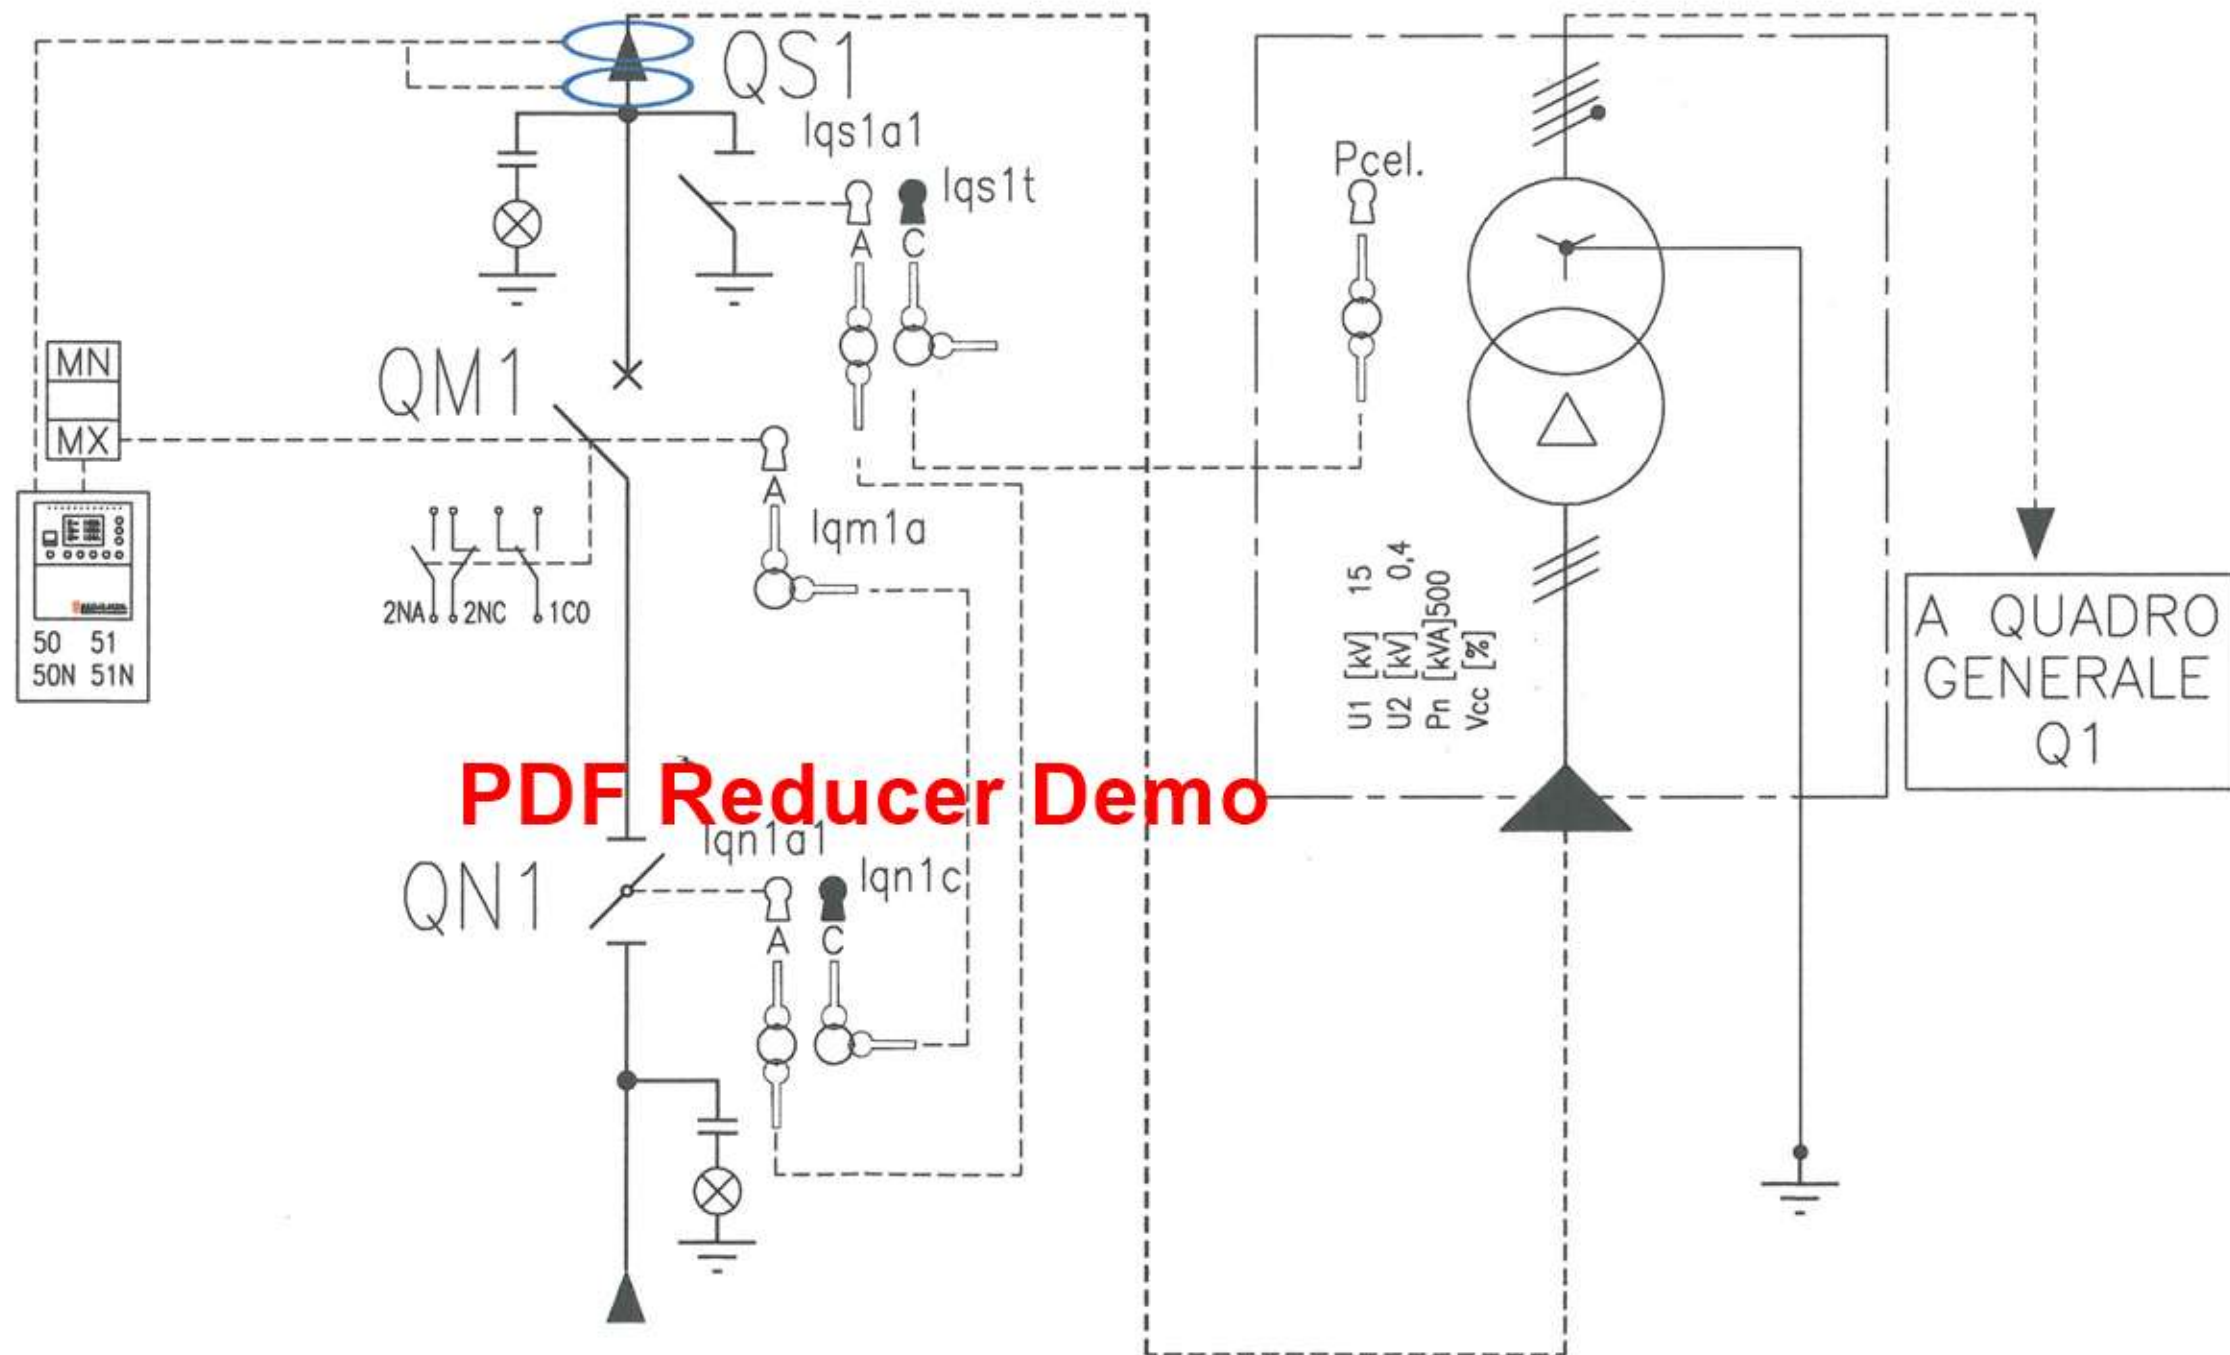 QS1
Iqs1a1
Iqs1t
A
C
Pcel.
MN
MX
QM1
A
Iqm1a
2NA
2NC
1CO
50 51
50N 51N
U1 [kV] 15
U2 [kV] 0,4
Pn [kVA]500
Vcc [%]
A QUADRO
GENERALE
Q1
PDF Reducer Demo
Iqn1a1
QN1
Iqn1c
A
C